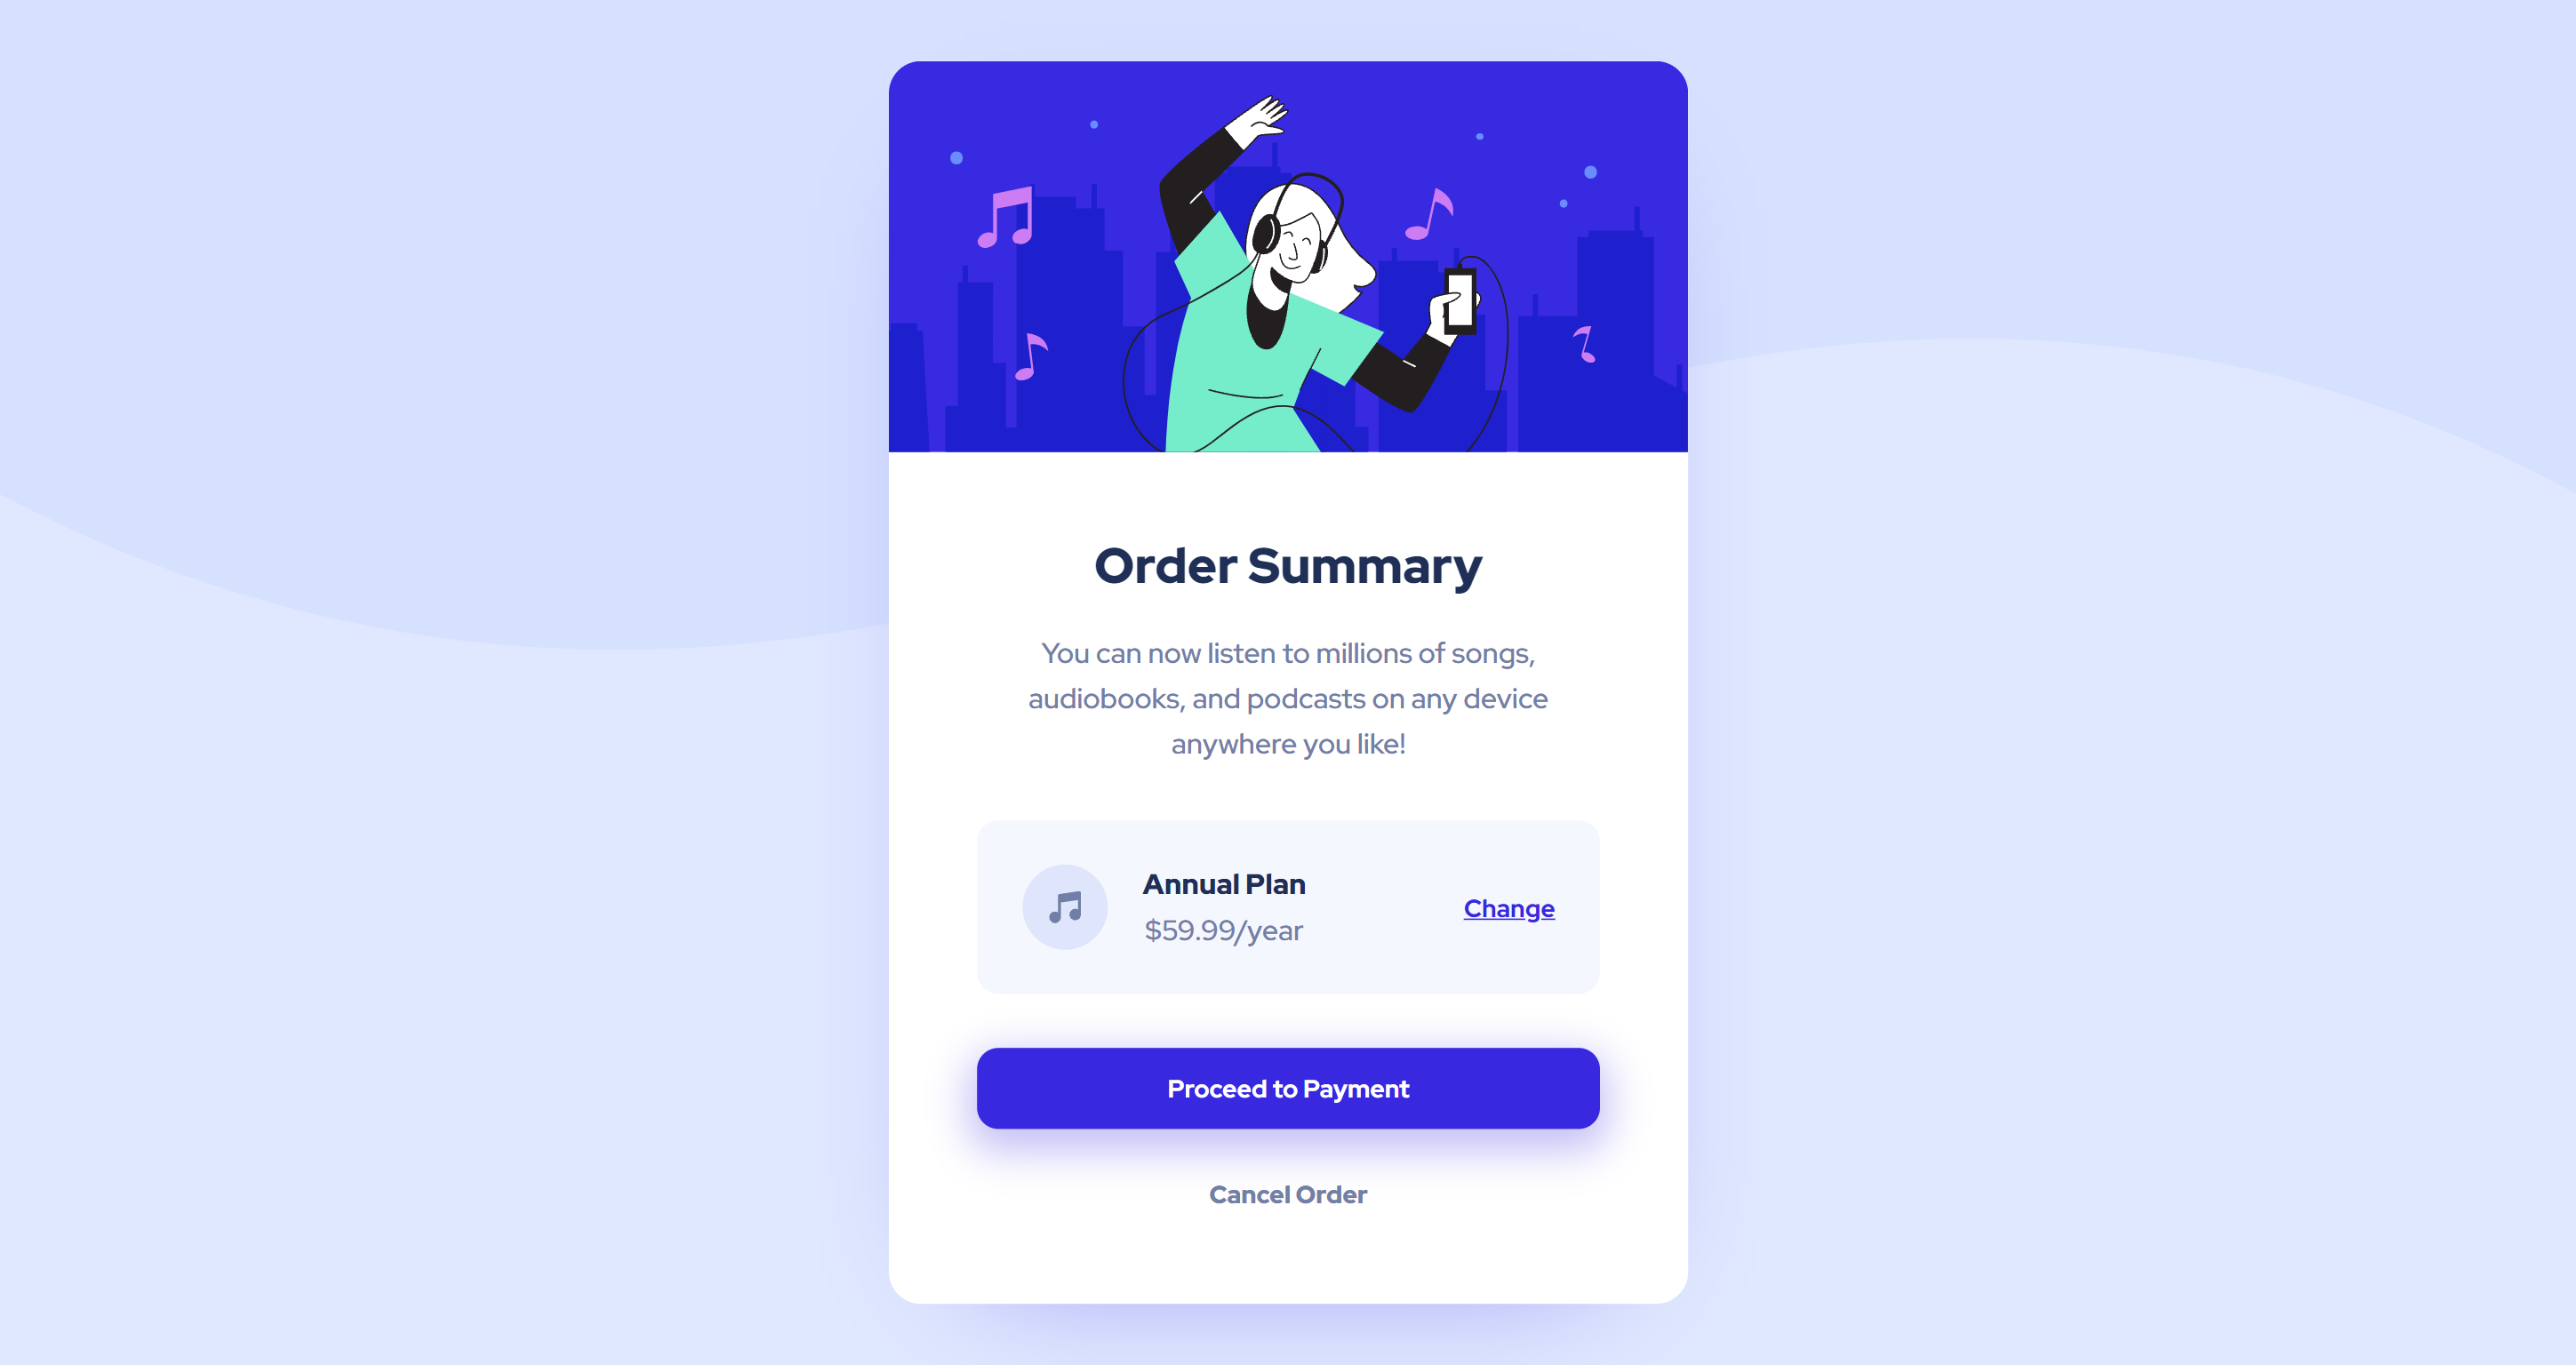 Order Summary
You can now listen to millions of songs,
audiobooks, and podcasts on any device
anywhere you like!
Annual Plan
$59.99/year
Change
Proceed to Payment
Cancel Order